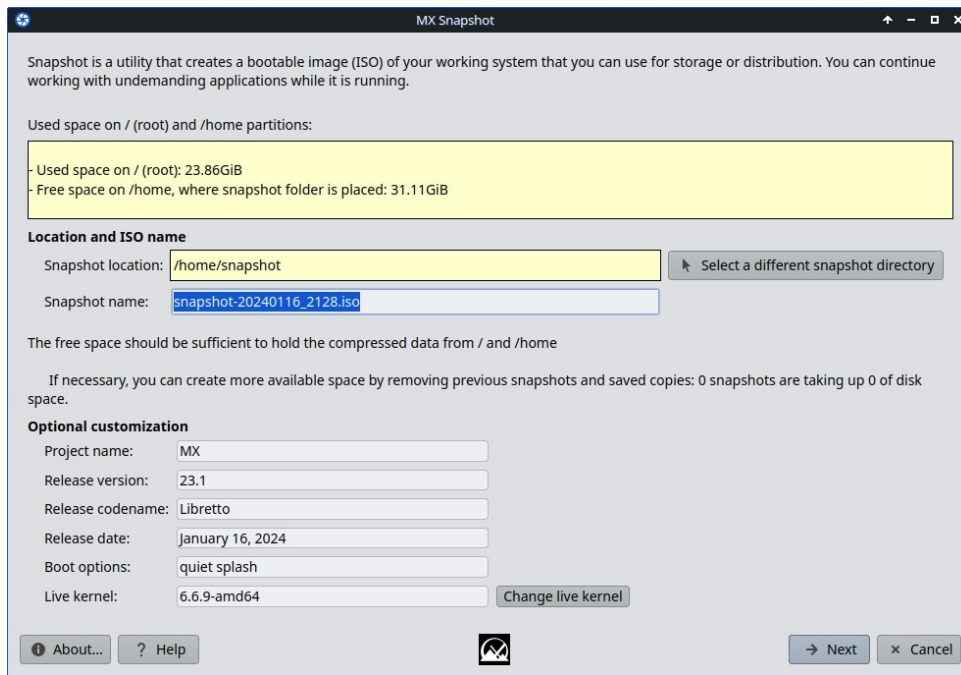 MX Snapshot
Snapshot is a utility that creates a bootable image (ISO) of your working system that you can use for storage or distribution. You can continue
working with undemanding applications while it is running.
Used space on / (root) and /home partitions:
- Used space on / (root): 23.86GiB
- Free space on /home, where snapshot folder is placed: 31.11GiB
Location and ISO name
Snapshot location: /home/snapshot Select a different snapshot directory
Snapshot name: snapshot-20240116_2128.iso
The free space should be sufficient to hold the compressed data from / and /home
If necessary, you can create more available space by removing previous snapshots and saved copies: 0 snapshots are taking up 0 of disk
space.
Optional customization
Project name: MX
Release version: 23.1
Release codename: Libretto
Release date: January 16, 2024
Boot options: quiet splash
Live kernel: 6.6.9-amd64 Change live kernel
About... ? Help Next Cancel